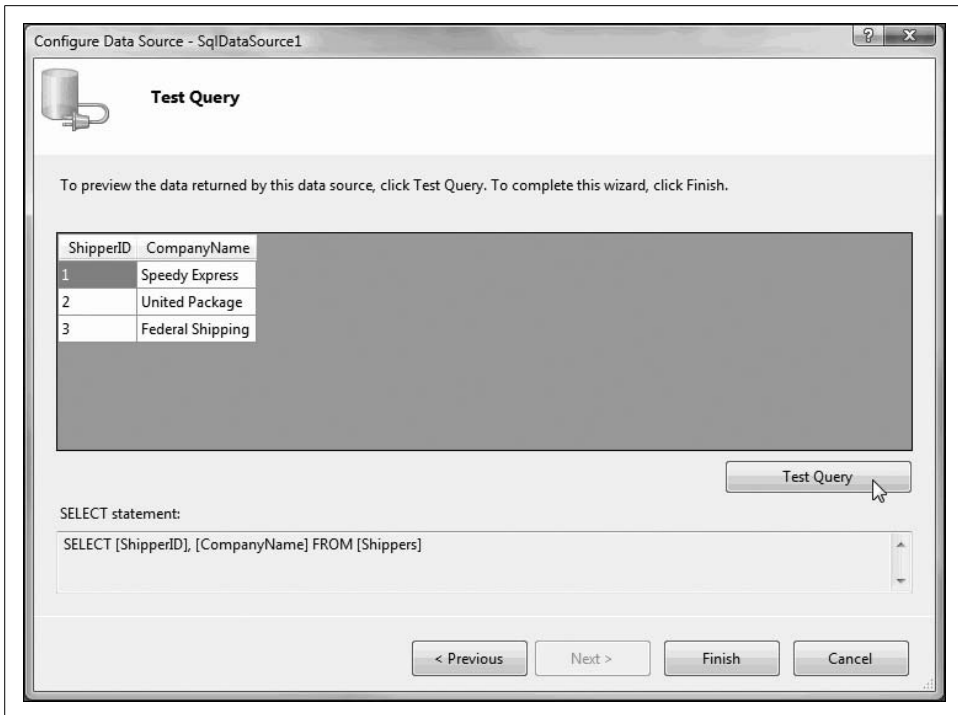 Configure Data Source - SqlDataSource1
Test Query
To preview the data returned by this data source, click Test Query. To complete this wizard, click Finish.
ShipperID CompanyName
1 Speedy Express
2 United Package
3 Federal Shipping
Test Query
SELECT statement:
SELECT [ShipperID], [CompanyName] FROM [Shippers]
< Previous Next > Finish Cancel